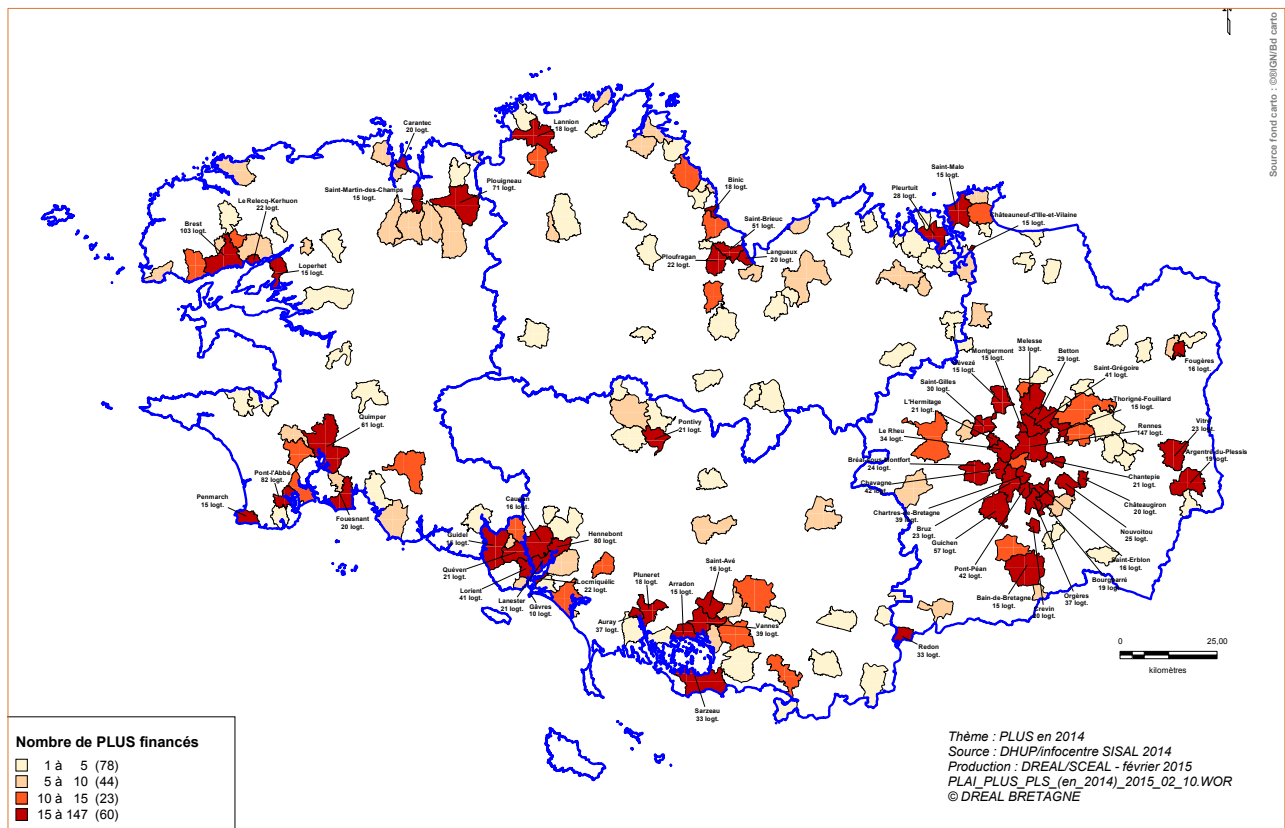 Source fond carto : ©®IGN/Bd carto
Lannion
18 logt.
Carantec
20 logt.
Saint-Martin-des-Champs
15 logt.
Plouigneau
71 logt.
Le Relecq-Kerhuon
22 logt.
Brest
103 logt.
Loperhet
15 logt.
Binic
18 logt.
Saint-Brieuc
51 logt.
Ploufragan
22 logt.
Langueux
20 logt.
Saint-Malo
15 logt.
Pleurtuit
28 logt.
Châteauneuf-d'Ille-et-Vilaine
15 logt.
Melesse
33 logt.
Montgermont
15 logt.
Betton
29 logt.
Fougères
16 logt.
15 logt.
Saint-Grégoire
41 logt.
Saint-Gilles
30 logt.
Thorigné-Fouillard
15 logt.
L'Hermitage
21 logt.
Rennes
147 logt.
Vitré
23 logt.
Le Rheu
34 logt.
Argentré-du-Plessis
19 logt.
Bréal-sous-Montfort
24 logt.
Chantepie
21 logt.
Chavagne
42 logt.
Châteaugiron
20 logt.
Chartres-de-Bretagne
39 logt.
Bruz
23 logt.
Nouvoitou
25 logt.
Guichen
57 logt.
Saint-Erblon
16 logt.
Pont-Péan
42 logt.
Bourgbarré
19 logt.
Bain-de-Bretagne
15 logt.
Orgères
37 logt.
Crevin
Redon
33 logt.
Pontivy
21 logt.
Quimper
61 logt.
Pont-l'Abbé
82 logt.
Penmarch
15 logt.
Fouesnant
20 logt.
Caudan
16 logt.
Guidel
15 logt.
Hennebont
80 logt.
Quéven
21 logt.
Lorient
41 logt.
Lanester
21 logt.
Gâvres
10 logt.
Locmiquélic
22 logt.
Pluneret
18 logt.
Auray
37 logt.
Arradon
15 logt.
Saint-Avé
16 logt.
Vannes
39 logt.
Sarzeau
33 logt.
0 25,00
kilomètres
Nombre de PLUS financés
1 à 5 (78)
5 à 10 (44)
10 à 15 (23)
15 à 147 (60)
Thème : PLUS en 2014
Source : DHUP/infocentre SISAL 2014
Production : DREAL/SCEAL - février 2015
PLAI_PLUS_PLS_(en_2014)_2015_02_10.WOR
© DREAL BRETAGNE